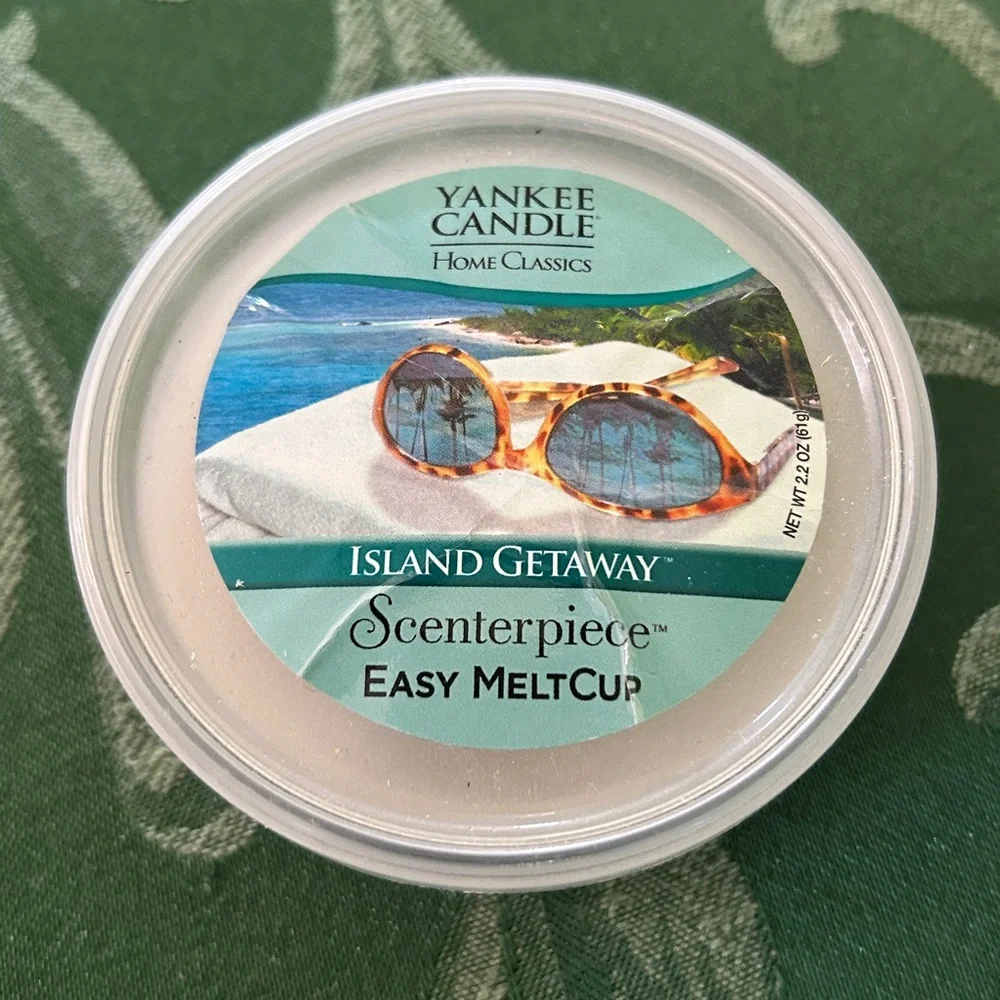 YANKEE
CANDLE®
HOME CLASSICS
NET WT 2.2 OZ (61g)
ISLAND GETAWAY™
Scenterpiece™
EASY MELTCUP